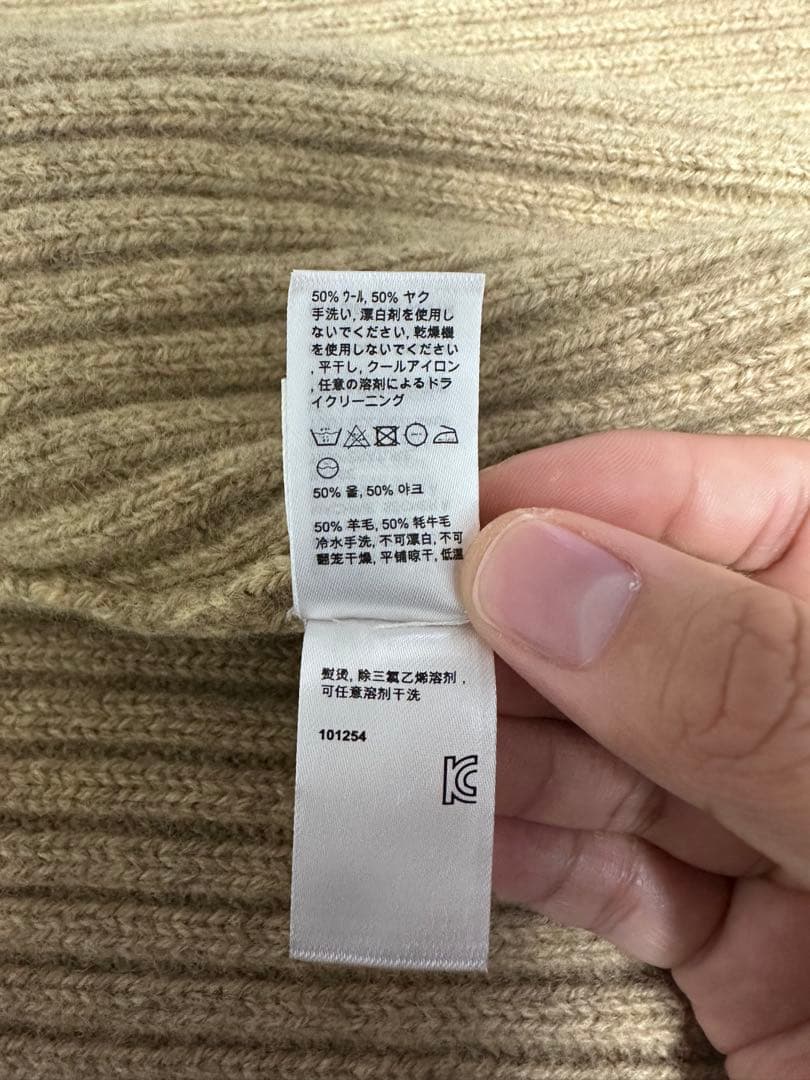 50% ウール, 50% ヤク
手洗い, 漂白剤を使用し
ないでください, 乾燥機
を使用しないでください
, 平干し, クールアイロン
, 任意の溶剤によるドラ
イクリーニング
50% 울, 50% 야크
50% 羊毛, 50% 牦牛毛
冷水手洗, 不可漂白, 不可
翻笼干燥, 平铺晾干, 低温
熨烫, 除三氯乙烯溶剂,
可任意溶剂干洗
101254
KC